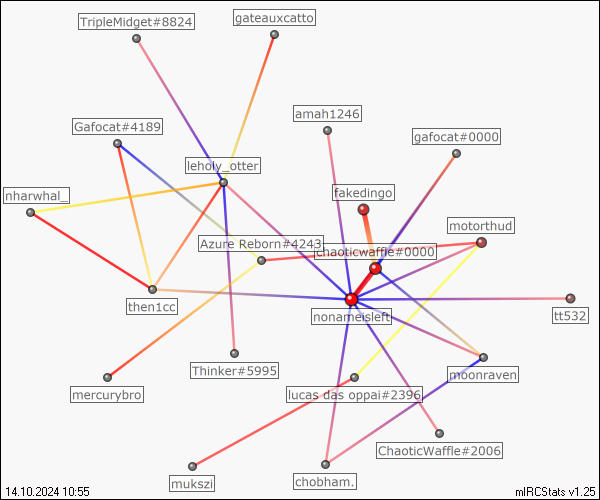 TripleMidget#8824
gateauxcatto
amah1246
Gafocat#4189
gafocat#0000
leholy_otter
fakedingo
nharwhal_
motorthud
Azure Reborn#4243
chaoticwaffle#0000
then1cc
nonameisleft
tt532
Thinker#5995
moonraven
mercurybro
lucas das oppai#2396
ChaoticWaffle#2006
mukszi
chobham.
14.10.2024 10:55
mIRCStats v1.25